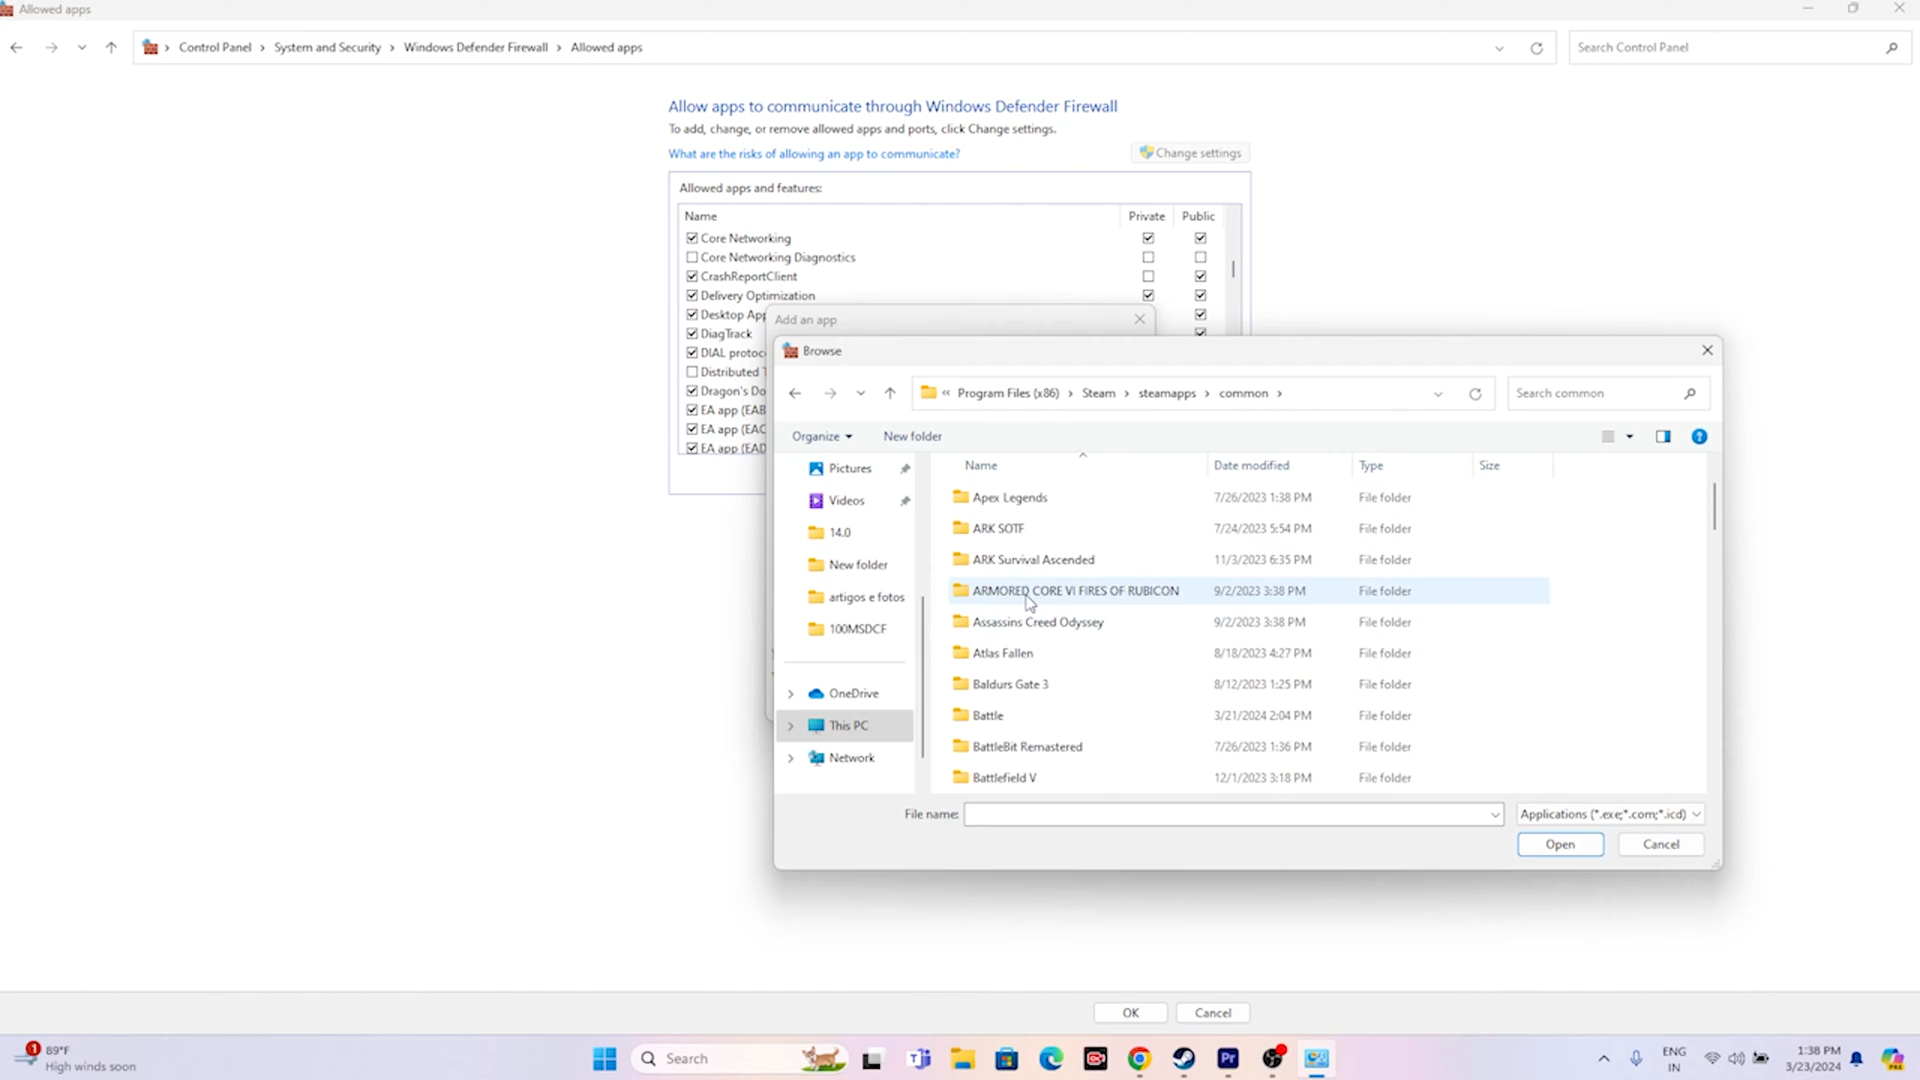 Allowed apps
Control Panel > System and Security > Windows Defender Firewall > Allowed apps
Search Control Panel
Allow apps to communicate through Windows Defender Firewall
To add, change, or remove allowed apps and ports, click Change settings.
What are the risks of allowing an app to communicate?
Change settings
Allowed apps and features:
Name Private Public
Core Networking
Core Networking Diagnostics
CrashReportClient
Delivery Optimization
Desktop App
DiagTrack
DIAL protoc
Distributed T
Dragon's Do
EA app (EAB
EA app (EAC
EA app (EAD
Add an app
Browse
« Program Files (x86) > Steam > steamapps > common >
Search common
Organize New folder
Pictures
Videos
14.0
New folder
artigos e fotos
100MSDCF
OneDrive
This PC
Network
Name Date modified Type Size
Apex Legends 7/26/2023 1:38 PM File folder
ARK SOTF 7/24/2023 5:54 PM File folder
ARK Survival Ascended 11/3/2023 6:35 PM File folder
ARMORED CORE VI FIRES OF RUBICON 9/2/2023 3:38 PM File folder
Assassins Creed Odyssey 9/2/2023 3:38 PM File folder
Atlas Fallen 8/18/2023 4:27 PM File folder
Baldurs Gate 3 8/12/2023 1:25 PM File folder
Battle 3/21/2024 2:04 PM File folder
BattleBit Remastered 7/26/2023 1:36 PM File folder
Battlefield V 12/1/2023 3:18 PM File folder
File name: Applications (*.exe;*.com;*.icd)
Open Cancel
OK Cancel
1
89°F
High winds soon
Search
Pr
ENG
IN
1:38 PM
3/23/2024
PRE